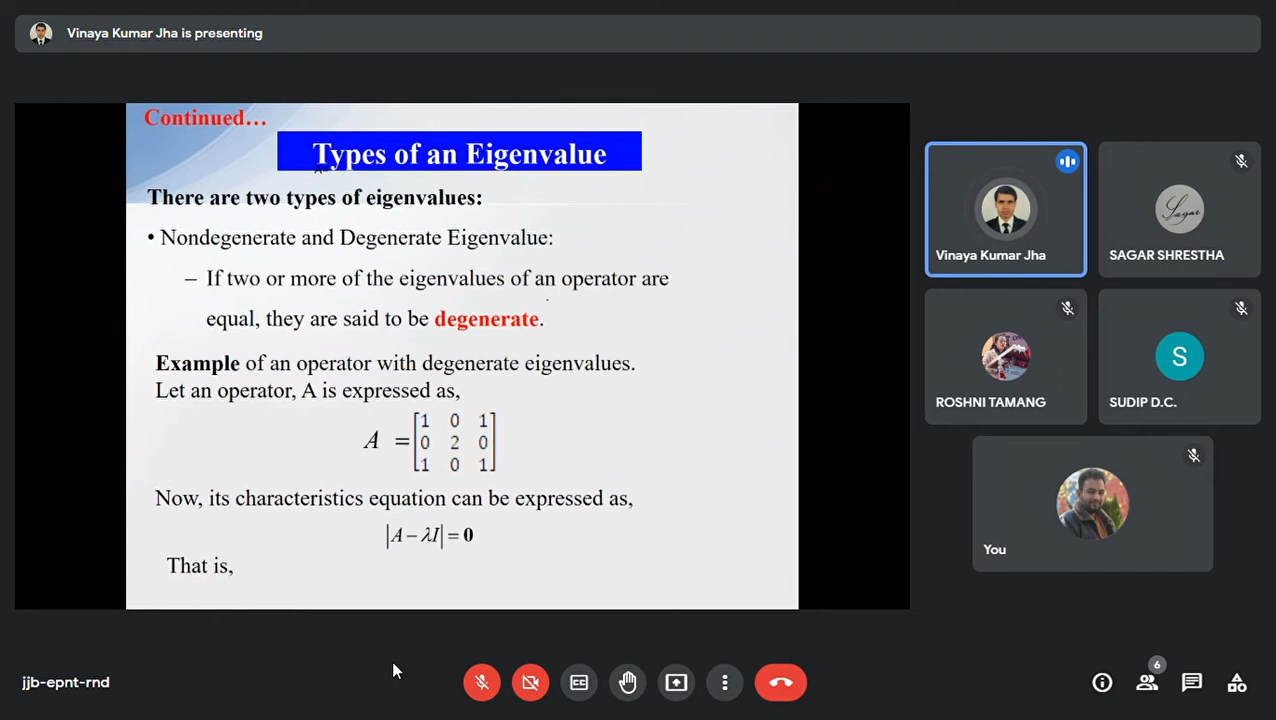 Vinaya Kumar Jha is presenting
Continued…
Types of an Eigenvalue
There are two types of eigenvalues:
• Nondegenerate and Degenerate Eigenvalue:
– If two or more of the eigenvalues of an operator are
equal, they are said to be degenerate.
Example of an operator with degenerate eigenvalues.
Let an operator, A is expressed as,
A = [1 0 1
0 2 0
1 0 1]
Now, its characteristics equation can be expressed as,
|A − λI| = 0
That is,
Vinaya Kumar Jha
Sagar
SAGAR SHRESTHA
ROSHNI TAMANG
S
SUDIP D.C.
You
jjb-epnt-rnd
CC
6